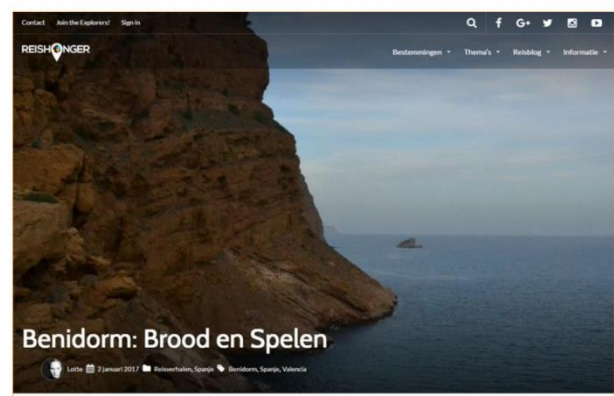 Contact Join the Explorers! Sign in
REISHONGER
Bestemmingen Thema's Reisblog Informatie
Benidorm: Brood en Spelen
Lotte 2 januari 2017 Reisverhalen, Spanje Benidorm, Spanje, Valencia